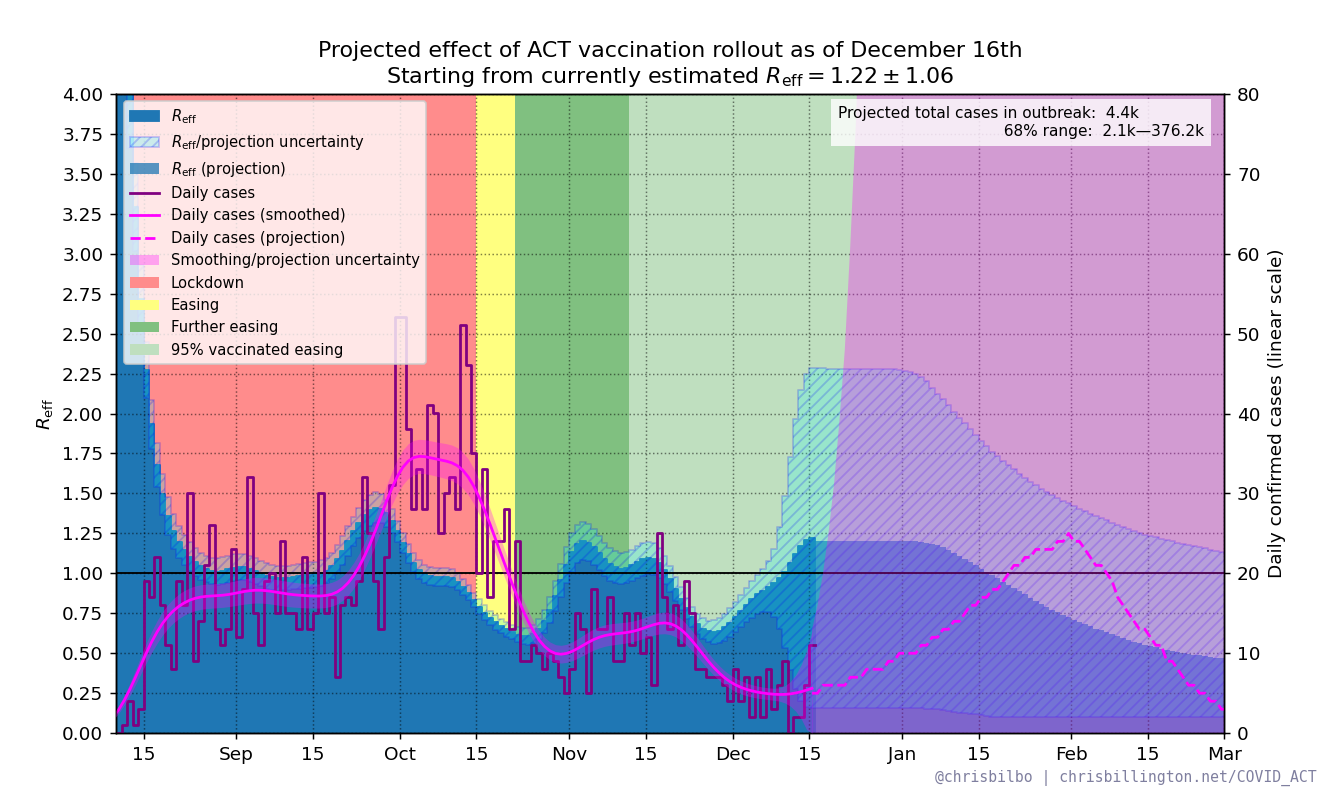 Projected effect of ACT vaccination rollout as of December 16th
Starting from currently estimated Reff = 1.22 ± 1.06
4.00
3.75
3.50
3.25
3.00
2.75
2.50
2.25
2.00
1.75
1.50
1.25
1.00
0.75
0.50
0.25
0.00
Reff
Reff
Reff/projection uncertainty
Reff (projection)
Daily cases
Daily cases (smoothed)
Daily cases (projection)
Smoothing/projection uncertainty
Lockdown
Easing
Further easing
95% vaccinated easing
Projected total cases in outbreak: 4.4k
68% range: 2.1k—376.2k
80
70
60
50
40
30
20
10
0
Daily confirmed cases (linear scale)
15 Sep 15 Oct 15 Nov 15 Dec 15 Jan 15 Feb 15 Mar
@chrisbilbo | chrisbillington.net/COVID_ACT